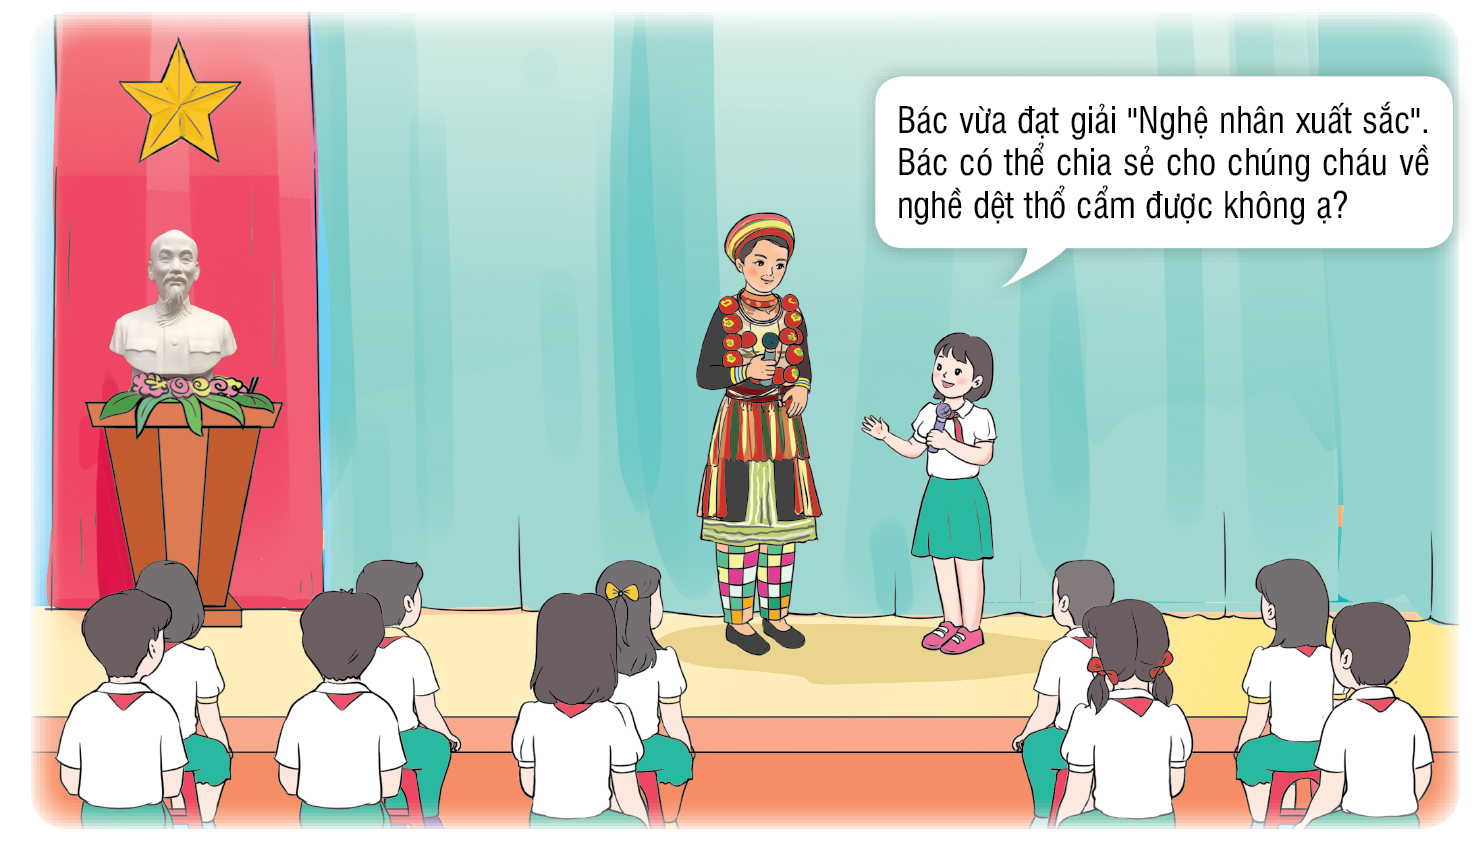 Bác vừa đạt giải "Nghệ nhân xuất sắc".
Bác có thể chia sẻ cho chúng cháu về
nghề dệt thổ cẩm được không ạ?